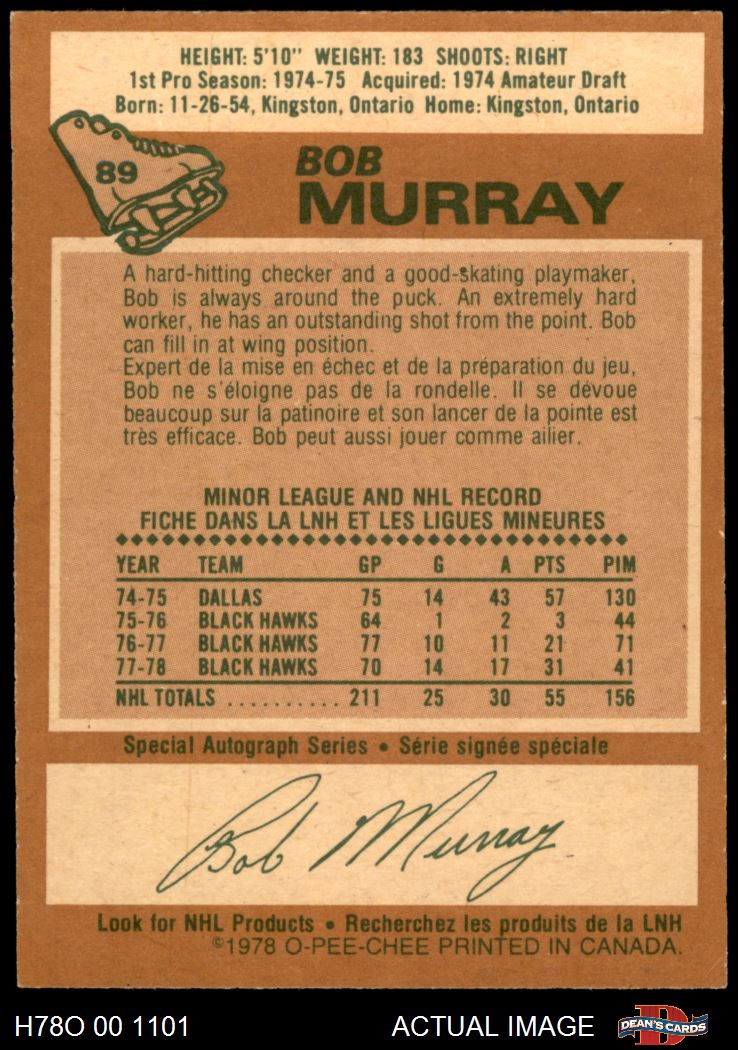 HEIGHT: 5'10" WEIGHT: 183 SHOOTS: RIGHT
1st Pro Season: 1974-75 Acquired: 1974 Amateur Draft
Born: 11-26-54, Kingston, Ontario Home: Kingston, Ontario
89
BOB
MURRAY
A hard-hitting checker and a good-skating playmaker,
Bob is always around the puck. An extremely hard
worker, he has an outstanding shot from the point. Bob
can fill in at wing position.
Expert de la mise en échec et de la préparation du jeu,
Bob ne s'éloigne pas de la rondelle. Il se dévoue
beaucoup sur la patinoire et son lancer de la pointe est
très efficace. Bob peut aussi jouer comme ailier.
MINOR LEAGUE AND NHL RECORD
FICHE DANS LA LNH ET LES LIGUES MINEURES
YEAR TEAM GP G A PTS PIM
74-75 DALLAS 75 14 43 57 130
75-76 BLACK HAWKS 64 1 2 3 44
76-77 BLACK HAWKS 77 10 11 21 71
77-78 BLACK HAWKS 70 14 17 31 41
NHL TOTALS .......... 211 25 30 55 156
Special Autograph Series • Série signée spéciale
Bob Murray
Look for NHL Products • Recherchez les produits de la LNH
©1978 O-PEE-CHEE PRINTED IN CANADA.
H78O 00 1101 ACTUAL IMAGE D DEAN'S CARDS